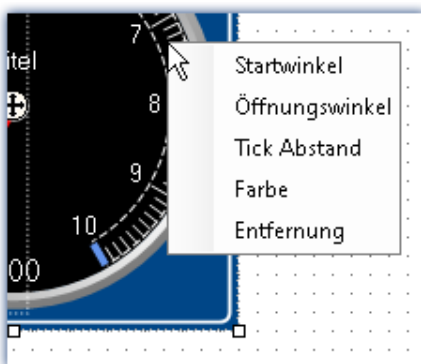 7
itel
8
9
10
00
Startwinkel
Öffnungswinkel
Tick Abstand
Farbe
Entfernung